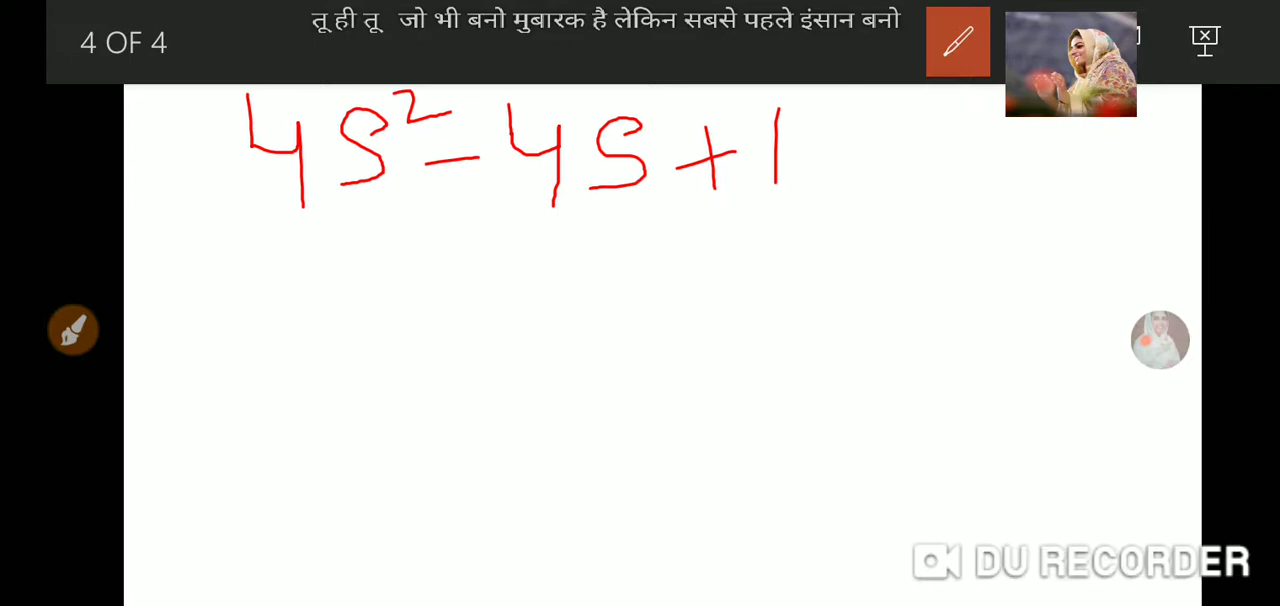 तू ही तू जो भी बनो मुबारक है लेकिन सबसे पहले इंसान बनो
4 OF 4
4S² - 4S + 1
DU RECORDER